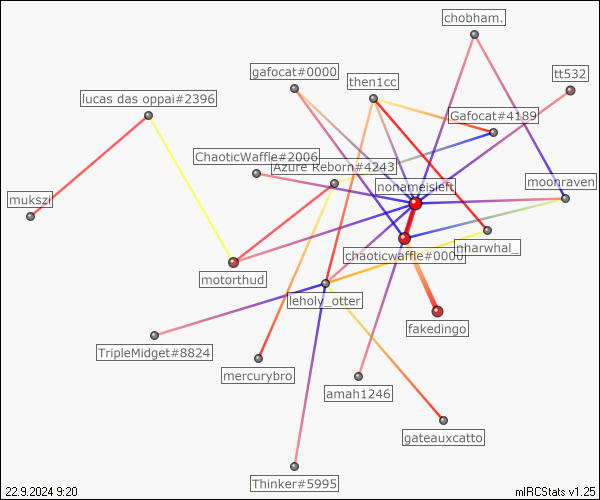 chobham.
gafocat#0000
then1cc
tt532
lucas das oppai#2396
Gafocat#4189
ChaoticWaffle#2006
Azure Reborn#4243
nonameisleft
moonraven
mukszi
chaoticwaffle#0000
nharwhal_
motorthud
leholy_otter
fakedingo
TripleMidget#8824
mercurybro
amah1246
gateauxcatto
Thinker#5995
22.9.2024 9:20
mIRCStats v1.25